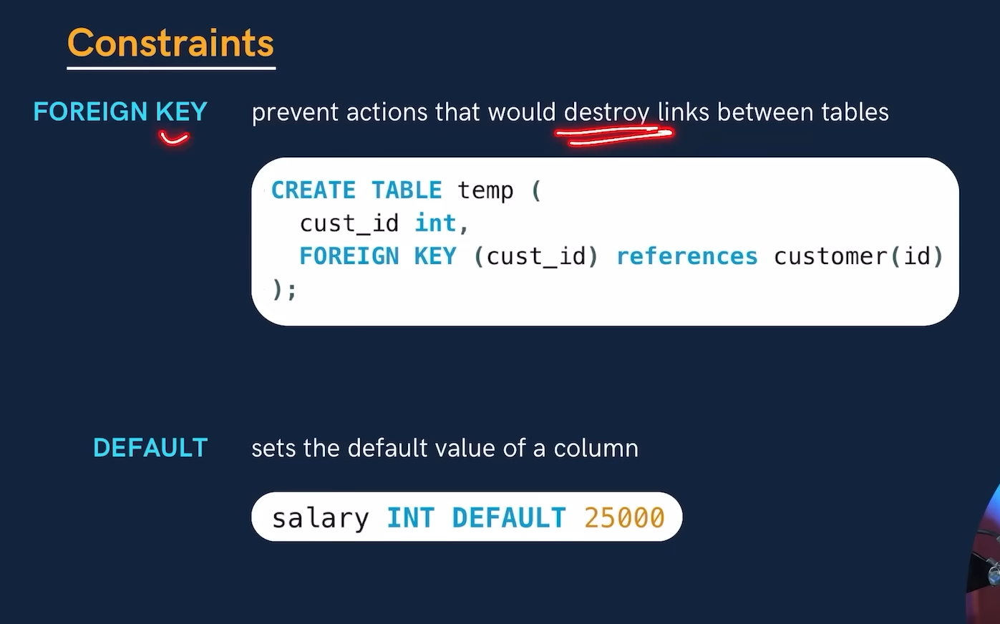 Constraints
FOREIGN KEY prevent actions that would destroy links between tables
CREATE TABLE temp (
cust_id int,
FOREIGN KEY (cust_id) references customer(id)
);
DEFAULT sets the default value of a column
salary INT DEFAULT 25000